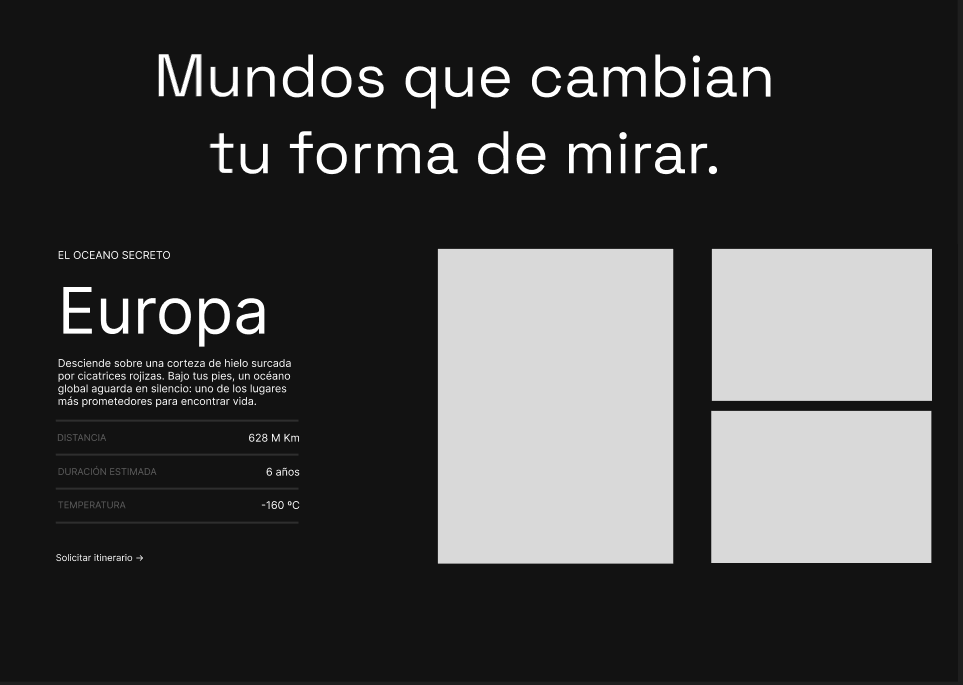 Mundos que cambian
tu forma de mirar.
EL OCEANO SECRETO
Europa
Desciende sobre una corteza de hielo surcada
por cicatrices rojizas. Bajo tus pies, un océano
global aguarda en silencio: uno de los lugares
más prometedores para encontrar vida.
DISTANCIA 628 M Km
DURACIÓN ESTIMADA 6 años
TEMPERATURA -160 ºC
Solicitar itinerario →